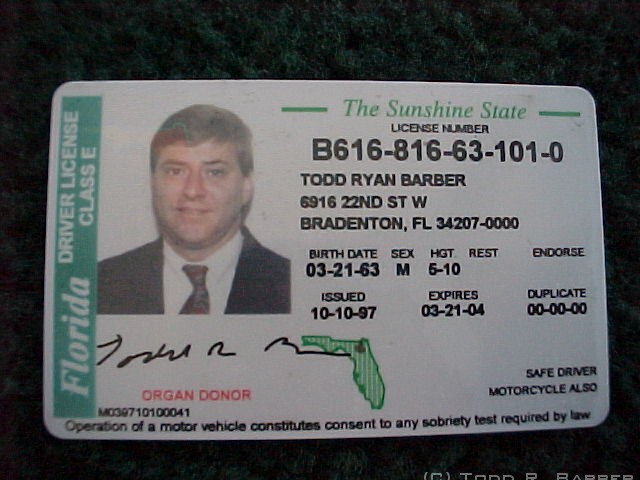 The Sunshine State
LICENSE NUMBER
B616-816-63-101-0
TODD RYAN BARBER
6916 22ND ST W
BRADENTON, FL 34207-0000
BIRTH DATE SEX HGT REST ENDORSE
03-21-63 M 5-10
ISSUED EXPIRES DUPLICATE
10-10-97 03-21-04 00-00-00
Florida
DRIVER LICENSE
CLASS E
Todd R
ORGAN DONOR
SAFE DRIVER
MOTORCYCLE ALSO
M039710100041
Operation of a motor vehicle constitutes consent to any sobriety test required by law
(C) Todd R. Barber